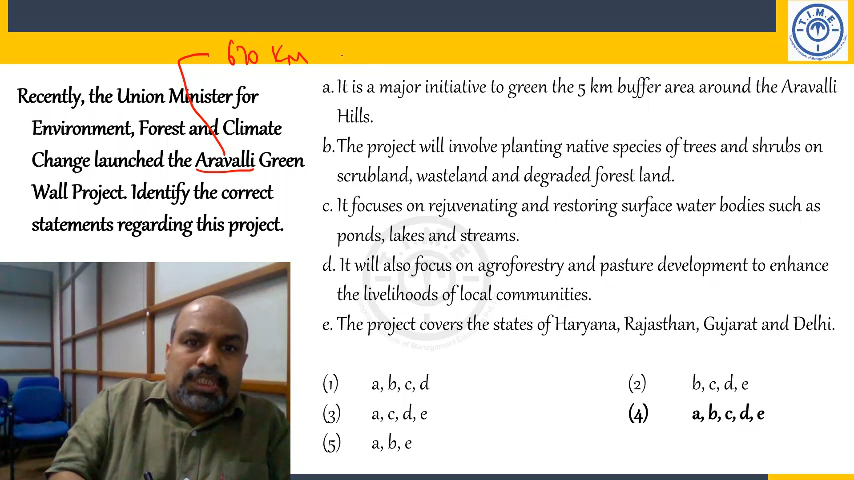 T.I.M.E.
670 KM
Recently, the Union Minister for
Environment, Forest and Climate
Change launched the Aravalli Green
Wall Project. Identify the correct
statements regarding this project.
a. It is a major initiative to green the 5 km buffer area around the Aravalli
Hills.
b. The project will involve planting native species of trees and shrubs on
scrubland, wasteland and degraded forest land.
c. It focuses on rejuvenating and restoring surface water bodies such as
ponds, lakes and streams.
d. It will also focus on agroforestry and pasture development to enhance
the livelihoods of local communities.
e. The project covers the states of Haryana, Rajasthan, Gujarat and Delhi.
(1) a, b, c, d (2) b, c, d, e
(3) a, c, d, e (4) a, b, c, d, e
(5) a, b, e